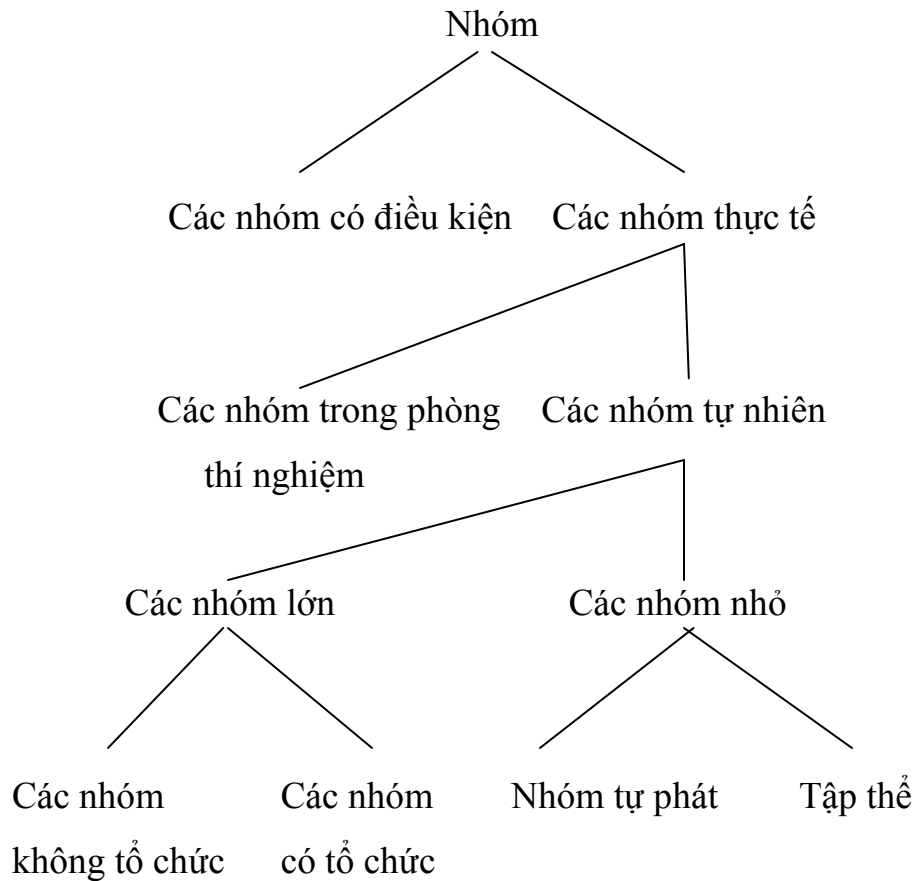 Nhóm
Các nhóm có điều kiện Các nhóm thực tế
Các nhóm trong phòng
thí nghiệm
Các nhóm tự nhiên
Các nhóm lớn Các nhóm nhỏ
Các nhóm
không tổ chức
Các nhóm
có tổ chức
Nhóm tự phát
Tập thể